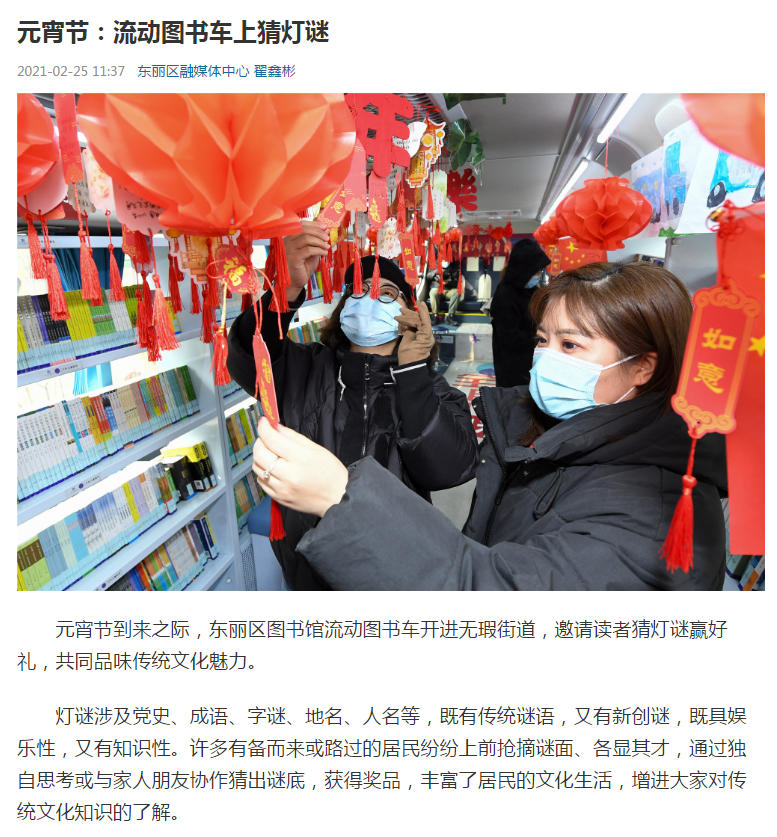 元宵节：流动图书车上猜灯谜
2021-02-25 11:37 东丽区融媒体中心 翟鑫彬
福
如
意
元宵节到来之际，东丽区图书馆流动图书车开进无瑕街道，邀请读者猜灯谜赢好
礼，共同品味传统文化魅力。
灯谜涉及党史、成语、字谜、地名、人名等，既有传统谜语，又有新创谜，既具娱
乐性，又有知识性。许多有备而来或路过的居民纷纷上前抢摘谜面、各显其才，通过独
自思考或与家人朋友协作猜出谜底，获得奖品，丰富了居民的文化生活，增进大家对传
统文化知识的了解。